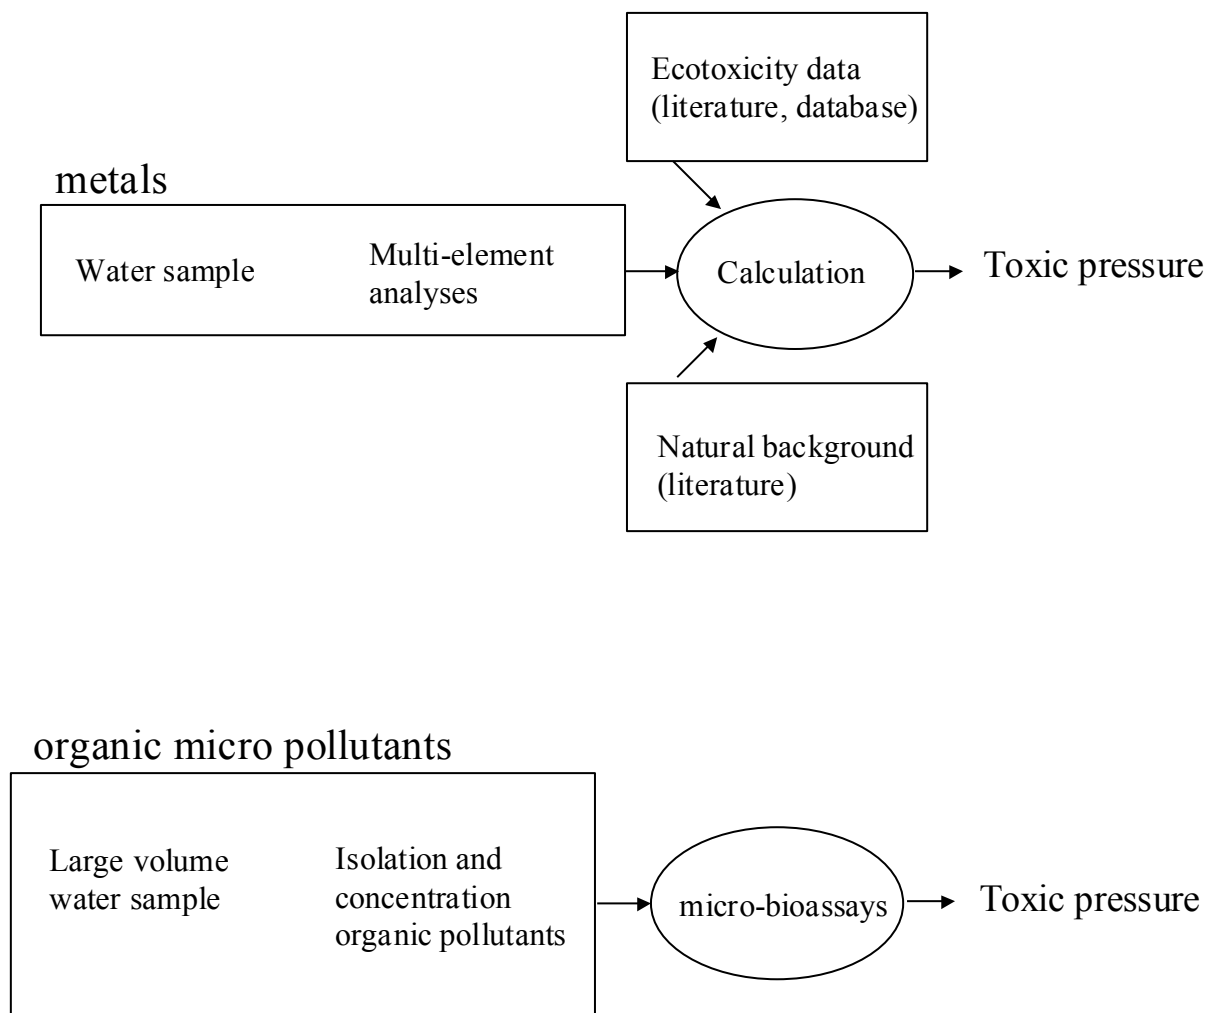 Ecotoxicity data
(literature, database)
metals
Water sample
Multi-element
analyses
Calculation
Toxic pressure
Natural background
(literature)
organic micro pollutants
Large volume
water sample
Isolation and
concentration
organic pollutants
micro-bioassays
Toxic pressure